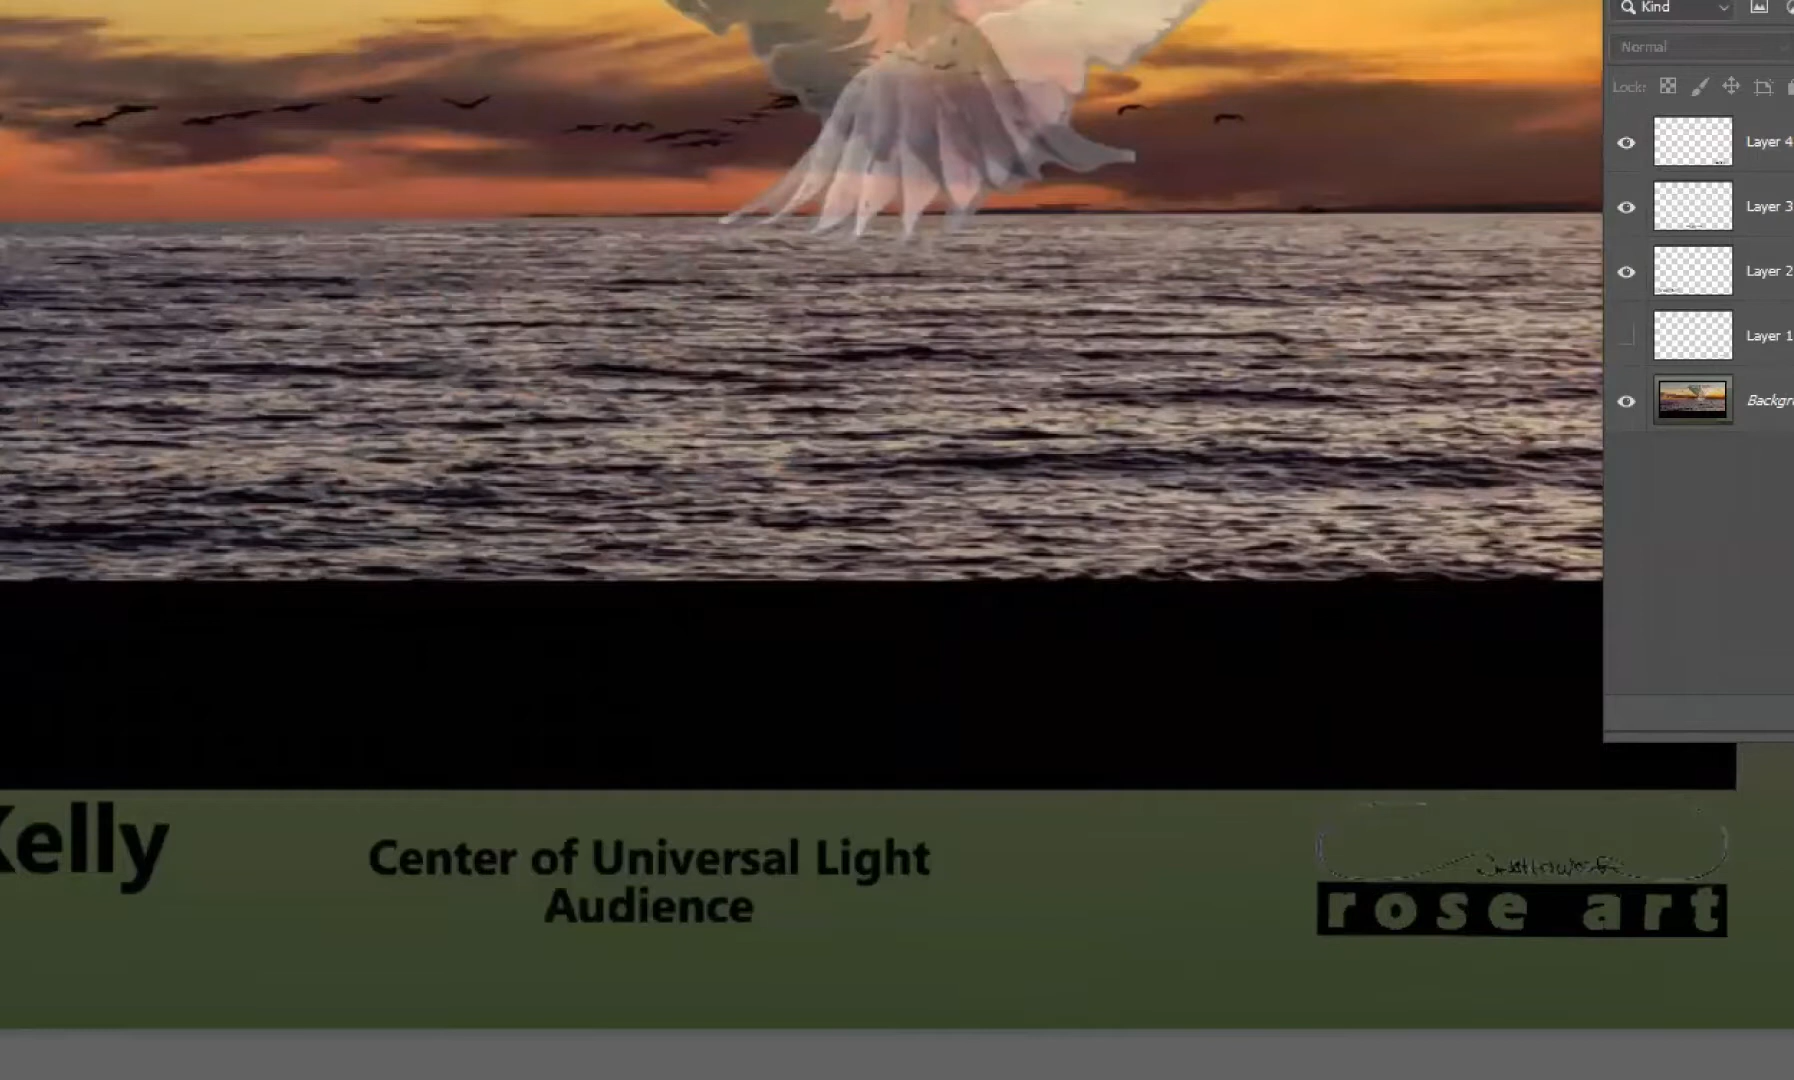 Kind
Normal
Lock:
Layer 4
Layer 3
Layer 2
Layer 1
Backgr
Kelly
Center of Universal Light
Audience
rose art